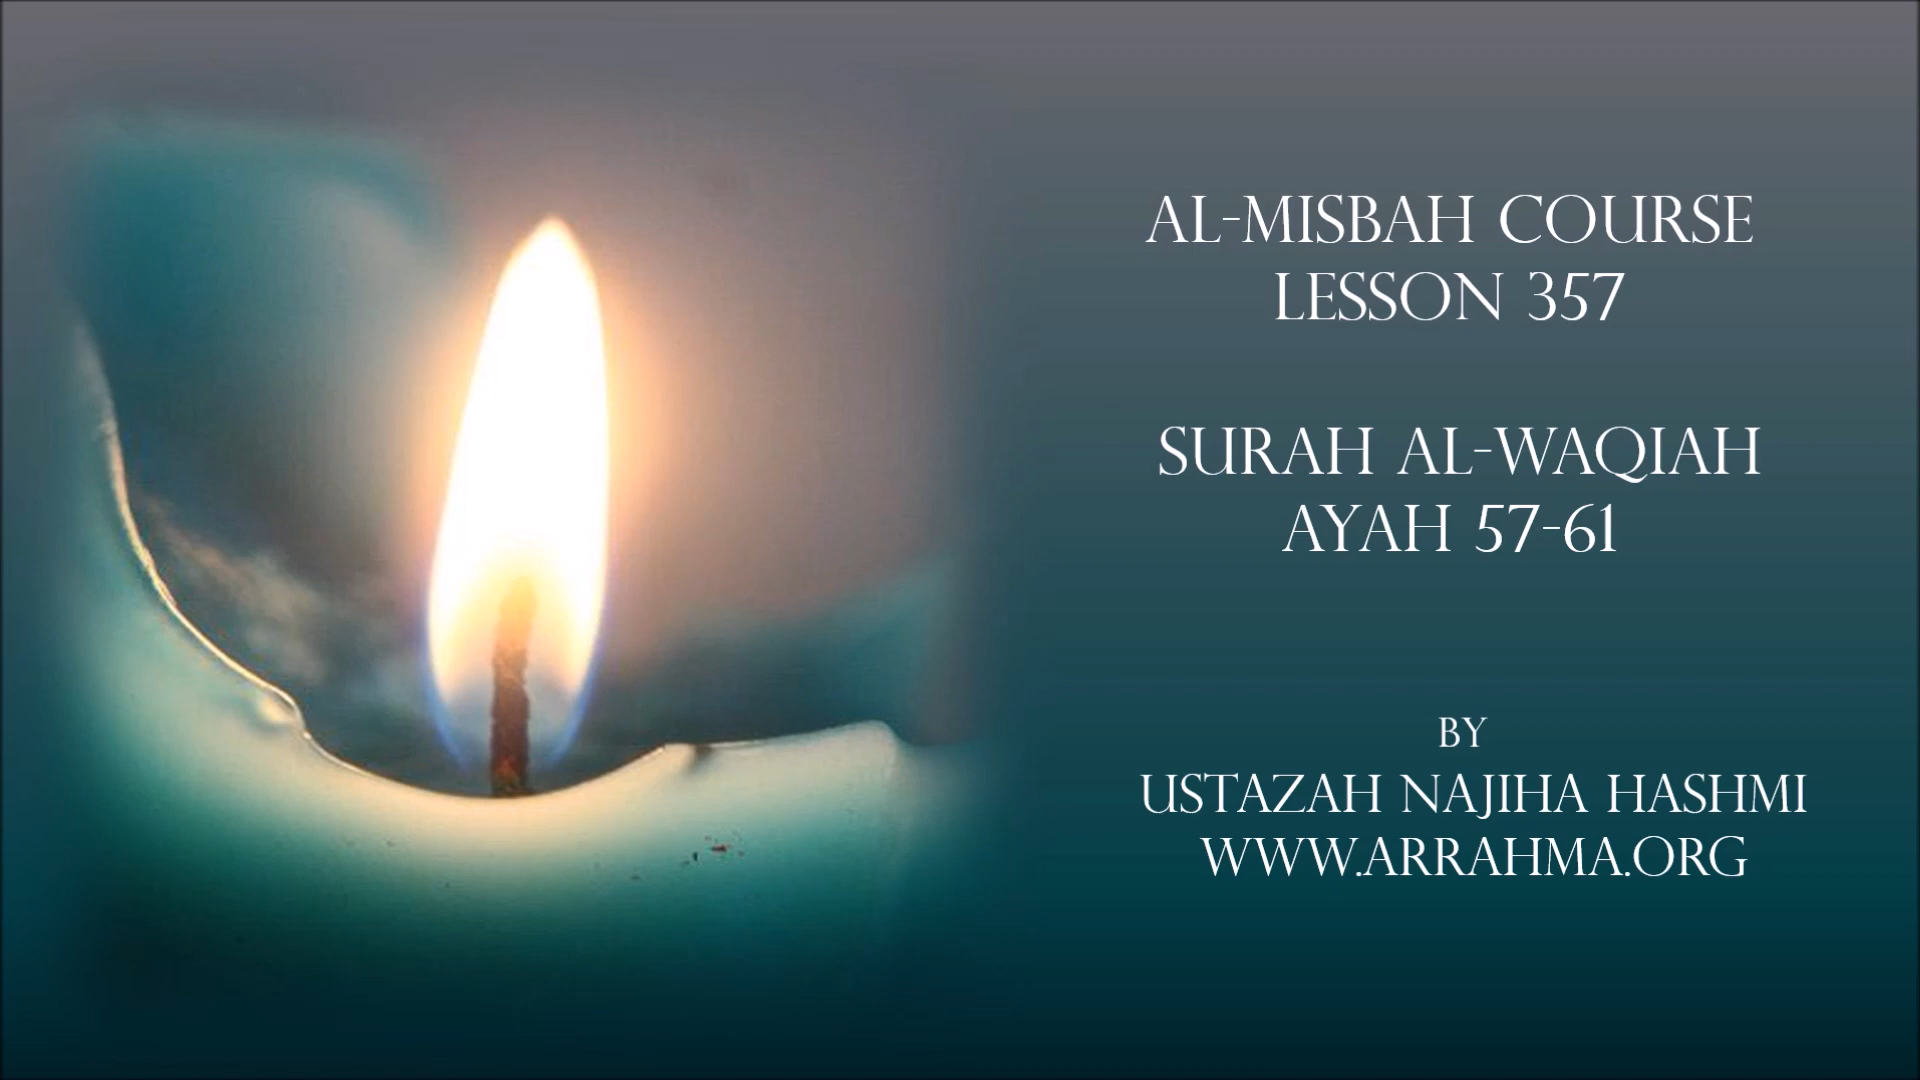 AL-MISBAH COURSE
LESSON 357
SURAH AL-WAQIAH
AYAH 57-61
BY
USTAZAH NAJIHA HASHMI
WWW.ARRAHMA.ORG